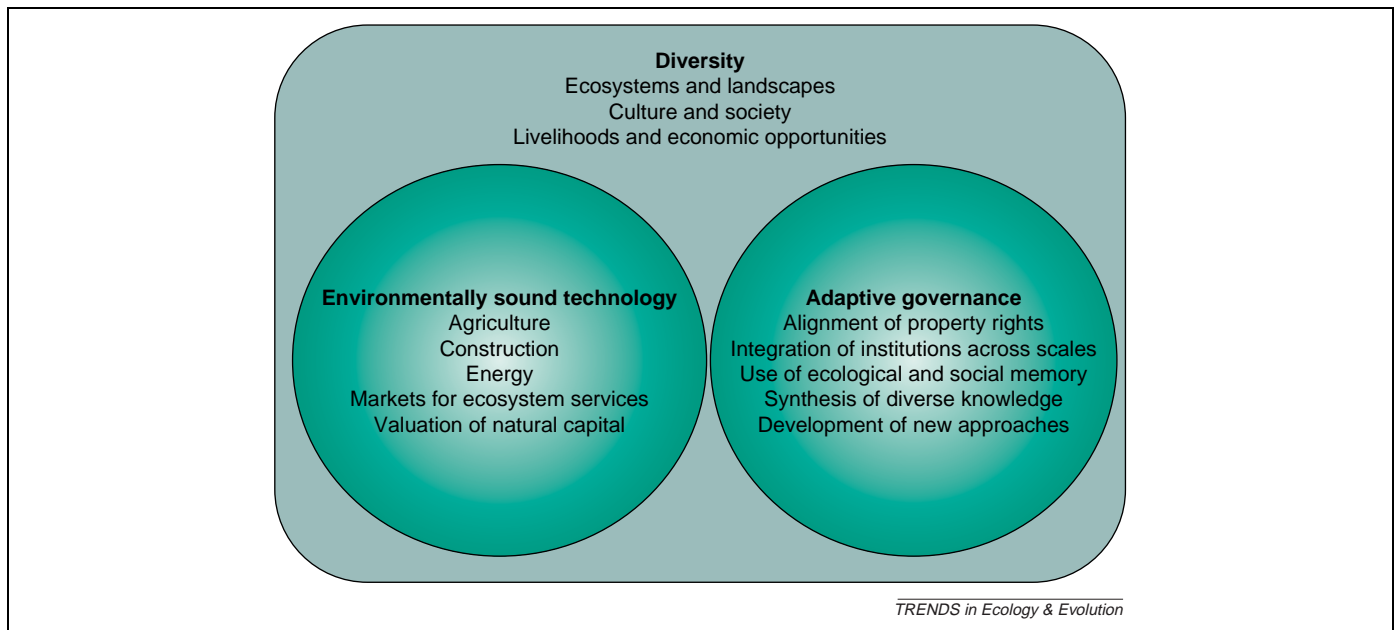 Diversity
Ecosystems and landscapes
Culture and society
Livelihoods and economic opportunities
Environmentally sound technology
Agriculture
Construction
Energy
Markets for ecosystem services
Valuation of natural capital
Adaptive governance
Alignment of property rights
Integration of institutions across scales
Use of ecological and social memory
Synthesis of diverse knowledge
Development of new approaches
TRENDS in Ecology & Evolution